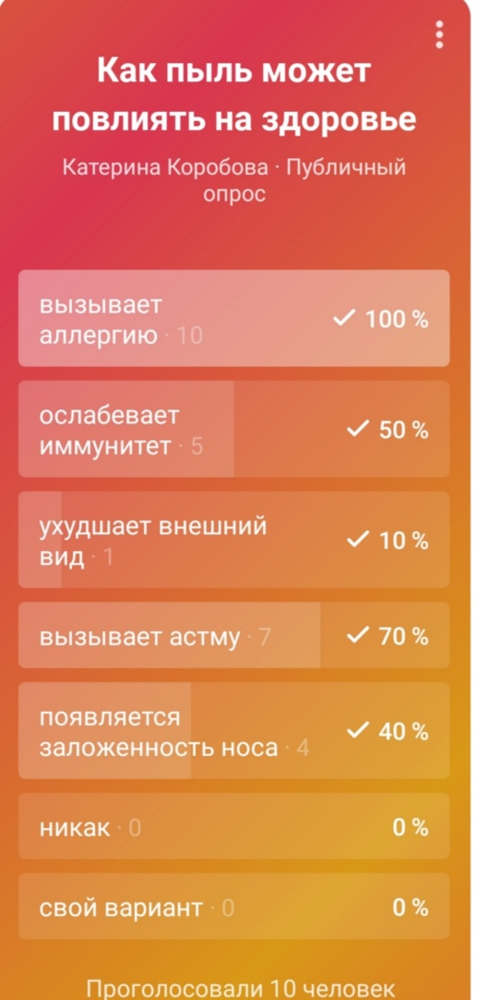 Как пыль может
повлиять на здоровье
Катерина Коробова · Публичный
опрос
вызывает
аллергию · 10
✓ 100 %
ослабевает
иммунитет · 5
✓ 50 %
ухудшает внешний
вид · 1
✓ 10 %
вызывает астму · 7
✓ 70 %
появляется
заложенность носа · 4
✓ 40 %
никак · 0
0 %
свой вариант · 0
0 %
Проголосовали 10 человек